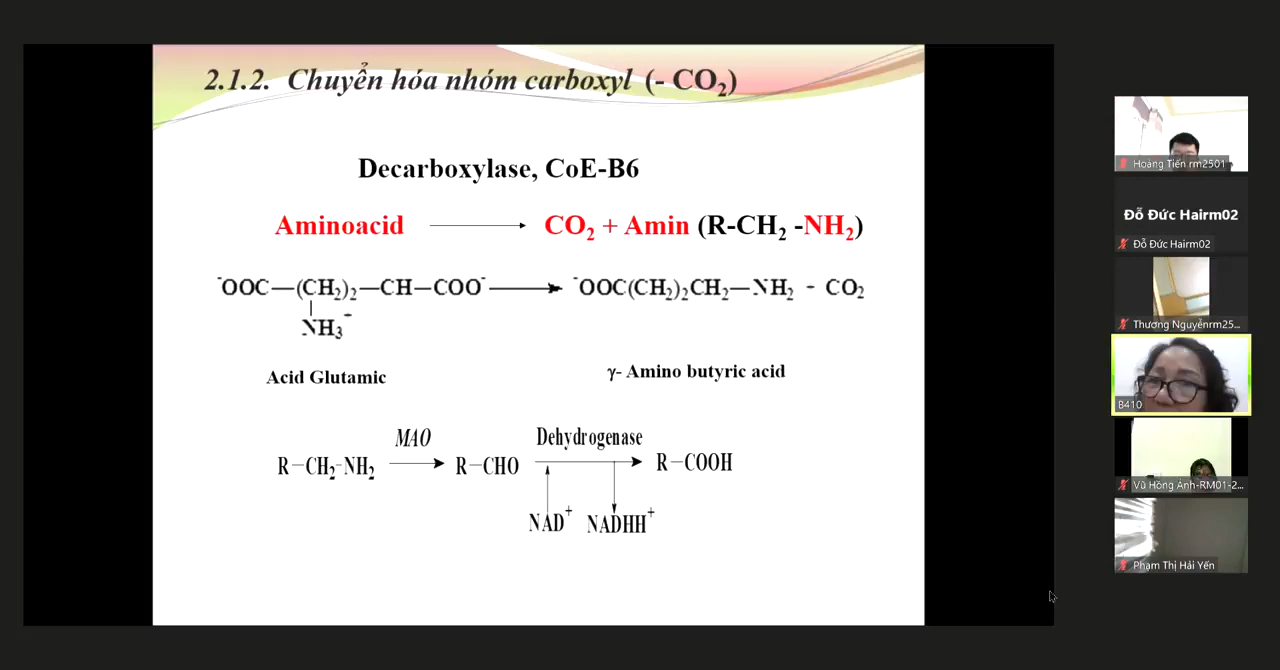 2.1.2. Chuyển hóa nhóm carboxyl (- CO₂)
Decarboxylase, CoE-B6
Aminoacid → CO₂ + Amin (R-CH₂ -NH₂)
⁻OOC—(CH₂)₂—CH—COO⁻ → ⁻OOC(CH₂)₂CH₂—NH₂ - CO₂
NH₃⁻
Acid Glutamic
γ- Amino butyric acid
MAO
Dehydrogenase
R－CH₂-NH₂ → R－CHO → R－COOH
NAD⁺ NADHH⁺
Hoàng Tiến rm2501
Đỗ Đức Hairm02
Đỗ Đức Hairm02
Thương Nguyễnrm25...
B410
Vũ Hồng Ánh-RM01-2...
Phạm Thị Hải Yến